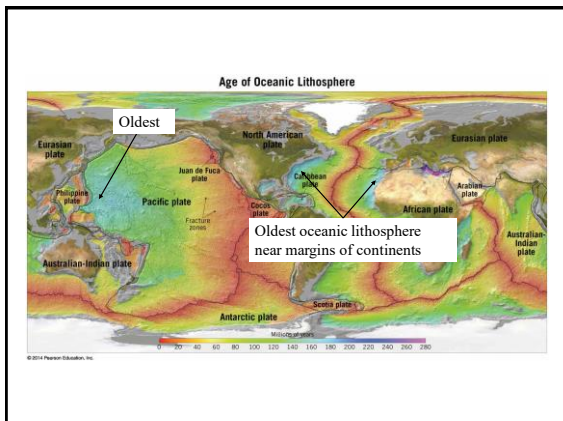 Age of Oceanic Lithosphere
Oldest
North American
plate
Eurasian
plate
Eurasian
plate
Juan de Fuca
plate
Caribbean
plate
Arabian
plate
Philippine
plate
Pacific plate
Cocos
plate
African plate
Fracture
zones
Oldest oceanic lithosphere
near margins of continents
Australian-
Indian
plate
Australian-Indian plate
Scotia plate
Antarctic plate
Millions of years
0 20 40 60 80 100 120 140 160 180 200 220 240 260 280
©2014 Pearson Education, Inc.